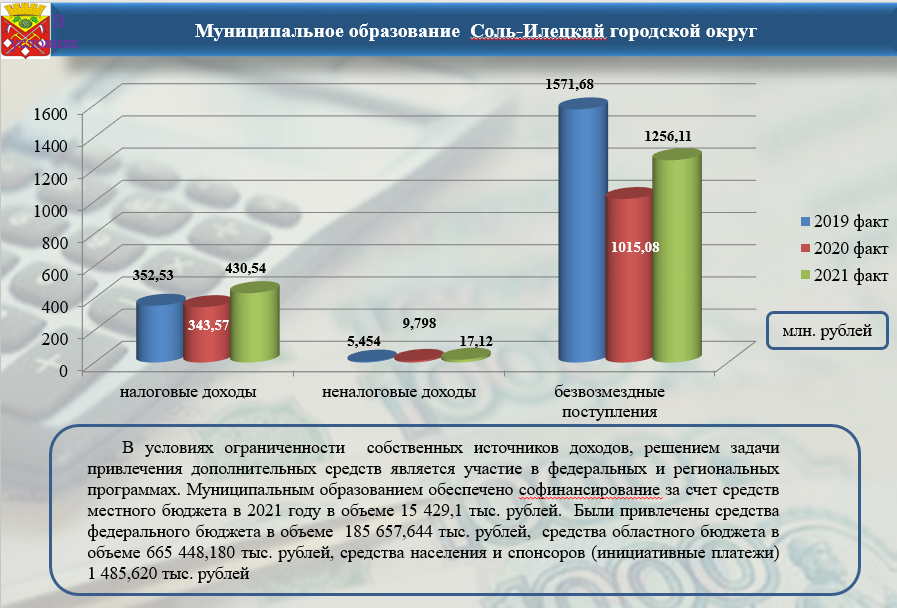 Муниципальное образование Соль-Илецкий городской округ
В
1571,68
1600
1400
1200
1000
800
600
400
200
0
1256,11
1015,08
352,53
343,57
430,54
5,454
9,798
17,12
2019 факт
2020 факт
2021 факт
млн. рублей
налоговые доходы
неналоговые доходы
безвозмездные
поступления
В условиях ограниченности собственных источников доходов, решением задачи
привлечения дополнительных средств является участие в федеральных и региональных
программах. Муниципальным образованием обеспечено софинансирование за счет средств
местного бюджета в 2021 году в объеме 15 429,1 тыс. рублей. Были привлечены средства
федерального бюджета в объеме 185 657,644 тыс. рублей, средства областного бюджета в
объеме 665 448,180 тыс. рублей, средства населения и спонсоров (инициативные платежи)
1 485,620 тыс. рублей